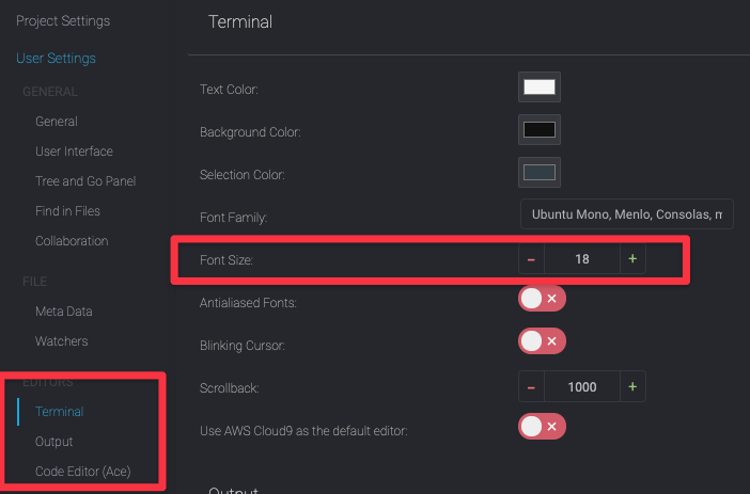 Project Settings
User Settings
GENERAL
General
User Interface
Tree and Go Panel
Find in Files
Collaboration
FILE
Meta Data
Watchers
EDITORS
Terminal
Output
Code Editor (Ace)
Terminal
Text Color:
Background Color:
Selection Color:
Font Family: Ubuntu Mono, Menlo, Consolas, m
Font Size: - 18 +
Antialiased Fonts:
Blinking Cursor:
Scrollback: - 1000 +
Use AWS Cloud9 as the default editor:
Output